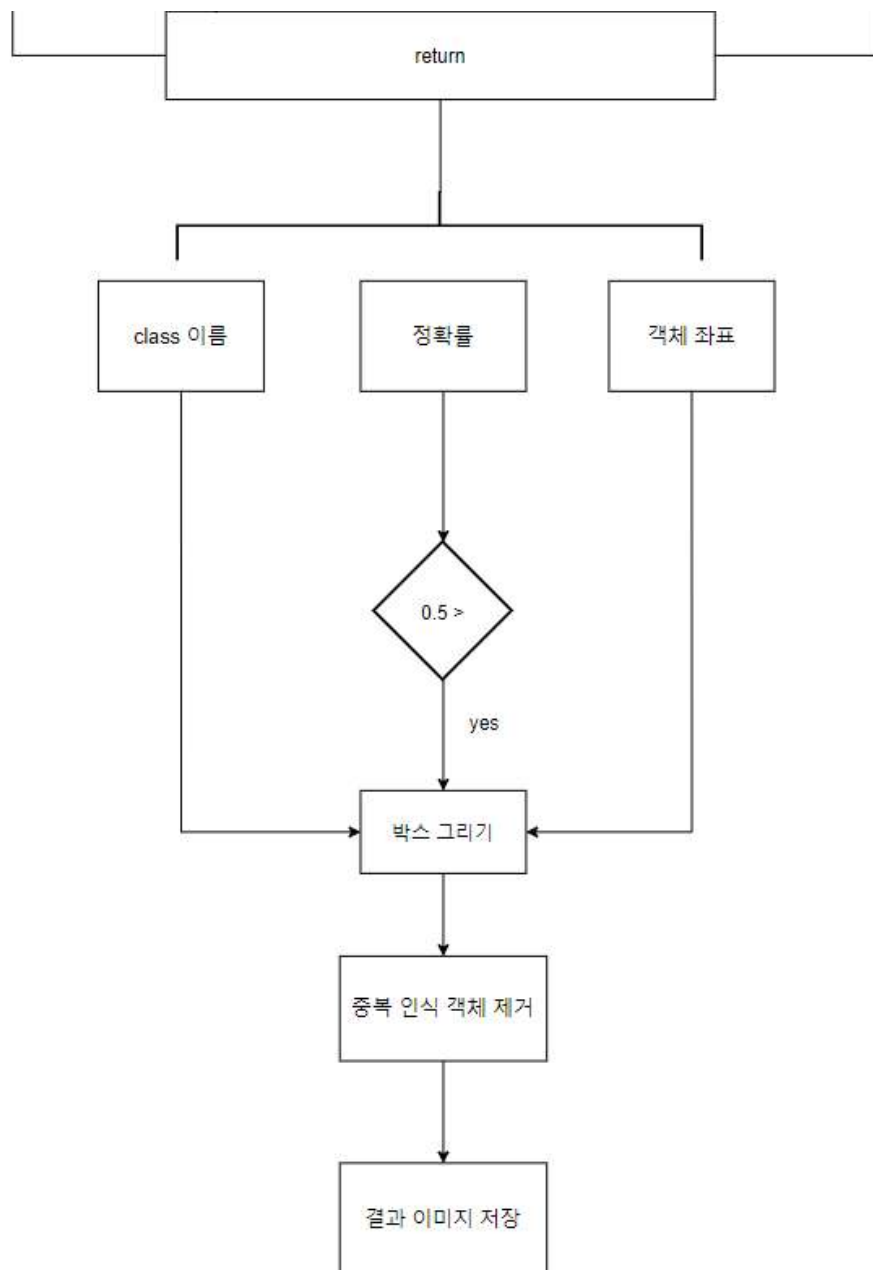 return
class 이름
정확률
객체 좌표
0.5 >
yes
박스 그리기
중복 인식 객체 제거
결과 이미지 저장